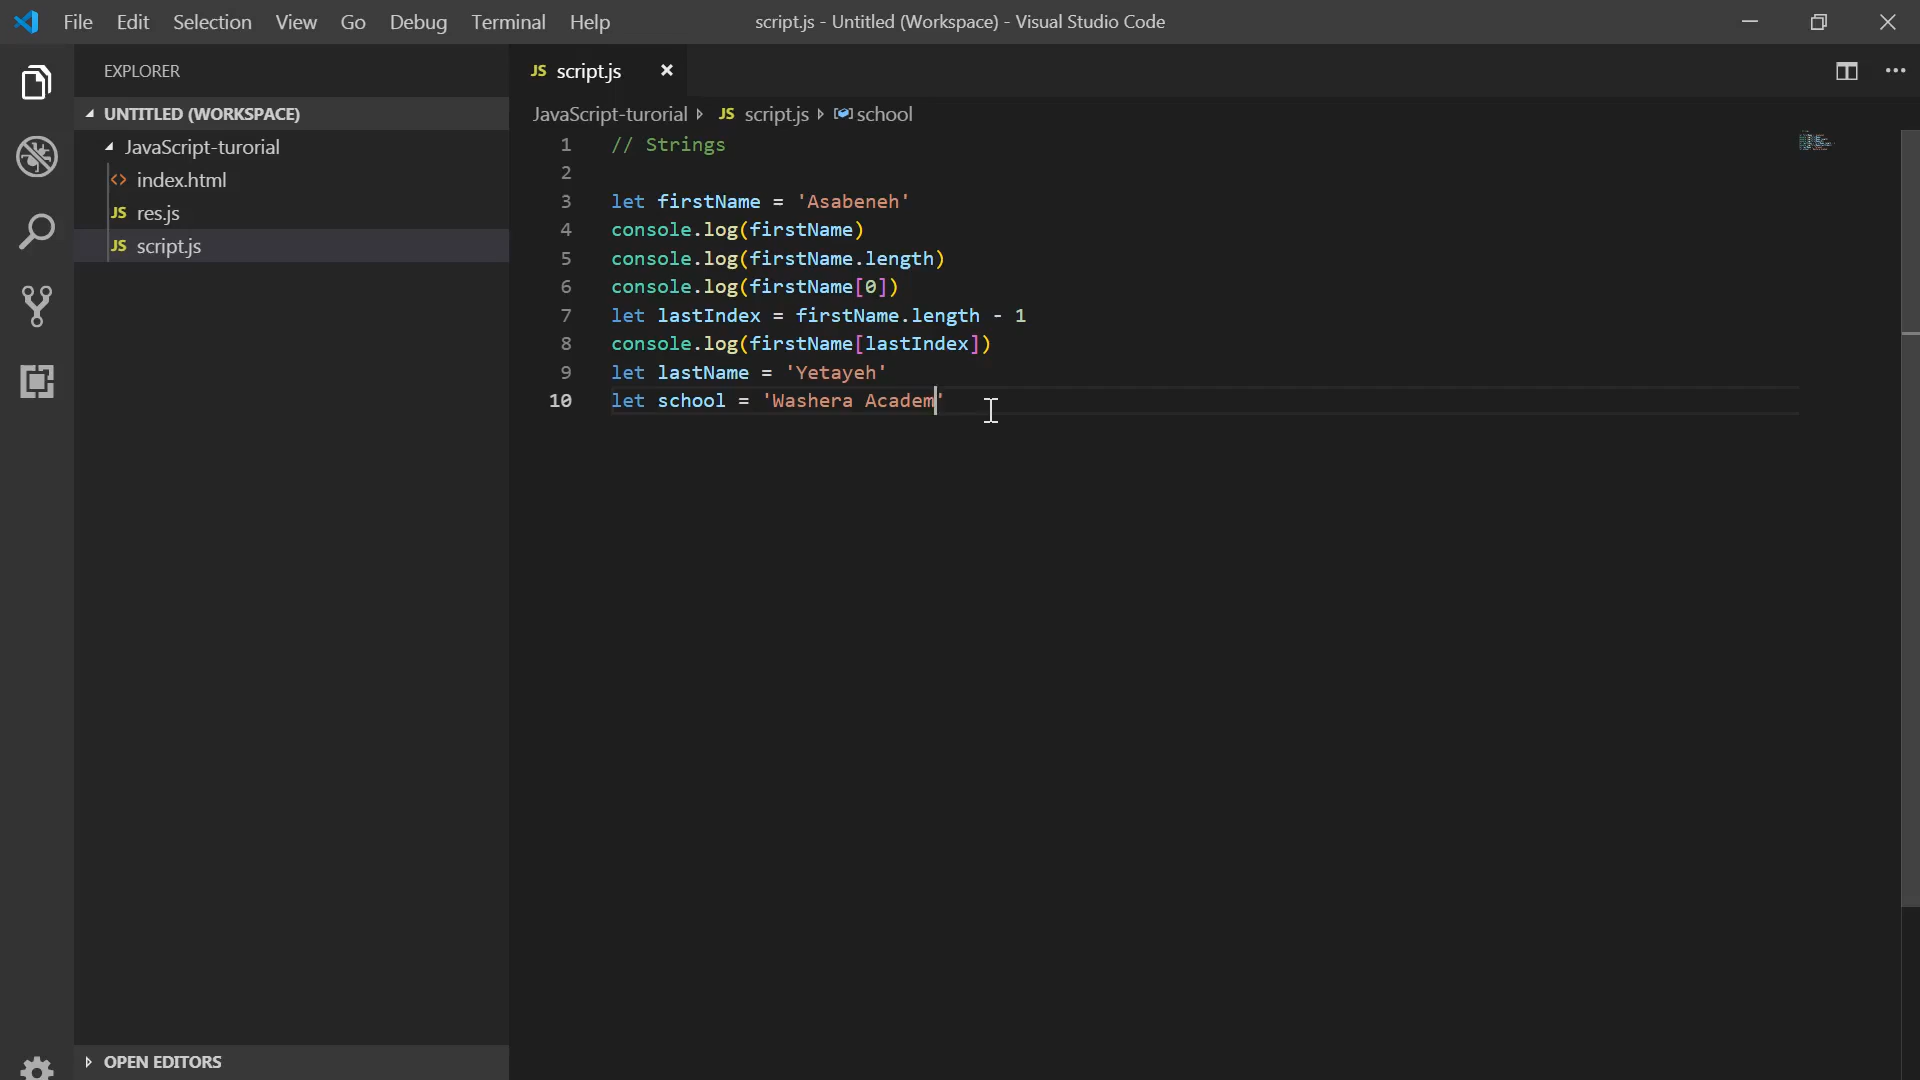 File Edit Selection View Go Debug Terminal Help script.js - Untitled (Workspace) - Visual Studio Code
EXPLORER
UNTITLED (WORKSPACE)
JavaScript-turorial
<> index.html
JS res.js
JS script.js
OPEN EDITORS
JS script.js
JavaScript-turorial JS script.js school
1 // Strings
2
3 let firstName = 'Asabeneh'
4 console.log(firstName)
5 console.log(firstName.length)
6 console.log(firstName[0])
7 let lastIndex = firstName.length - 1
8 console.log(firstName[lastIndex])
9 let lastName = 'Yetayeh'
10 let school = 'Washera Academ'